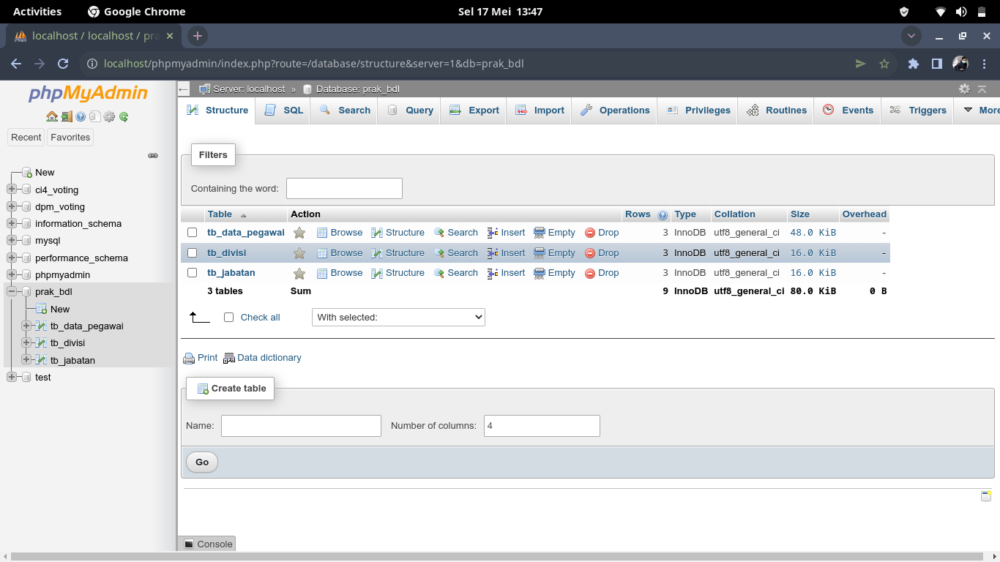 Activities Google Chrome Sel 17 Mei 13:47
localhost / localhost / pra
localhost/phpmyadmin/index.php?route=/database/structure&server=1&db=prak_bdl
phpMyAdmin
Recent Favorites
New
ci4_voting
dpm_voting
information_schema
mysql
performance_schema
phpmyadmin
prak_bdl
New
tb_data_pegawai
tb_divisi
tb_jabatan
test
Server: localhost » Database: prak_bdl
Structure SQL Search Query Export Import Operations Privileges Routines Events Triggers More
Filters
Containing the word:
Table Action Rows Type Collation Size Overhead
tb_data_pegawai Browse Structure Search Insert Empty Drop 3 InnoDB utf8_general_ci 48.0 KiB -
tb_divisi Browse Structure Search Insert Empty Drop 3 InnoDB utf8_general_ci 16.0 KiB -
tb_jabatan Browse Structure Search Insert Empty Drop 3 InnoDB utf8_general_ci 16.0 KiB -
3 tables Sum 9 InnoDB utf8_general_ci 80.0 KiB 0 B
Check all With selected:
Print Data dictionary
Create table
Name: Number of columns: 4
Go
Console